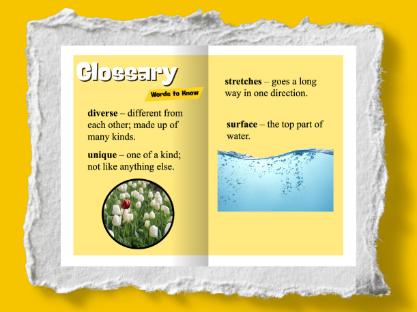 Glossary
Words to Know
diverse – different from
each other; made up of
many kinds.
unique – one of a kind;
not like anything else.
stretches – goes a long
way in one direction.
surface – the top part of
water.